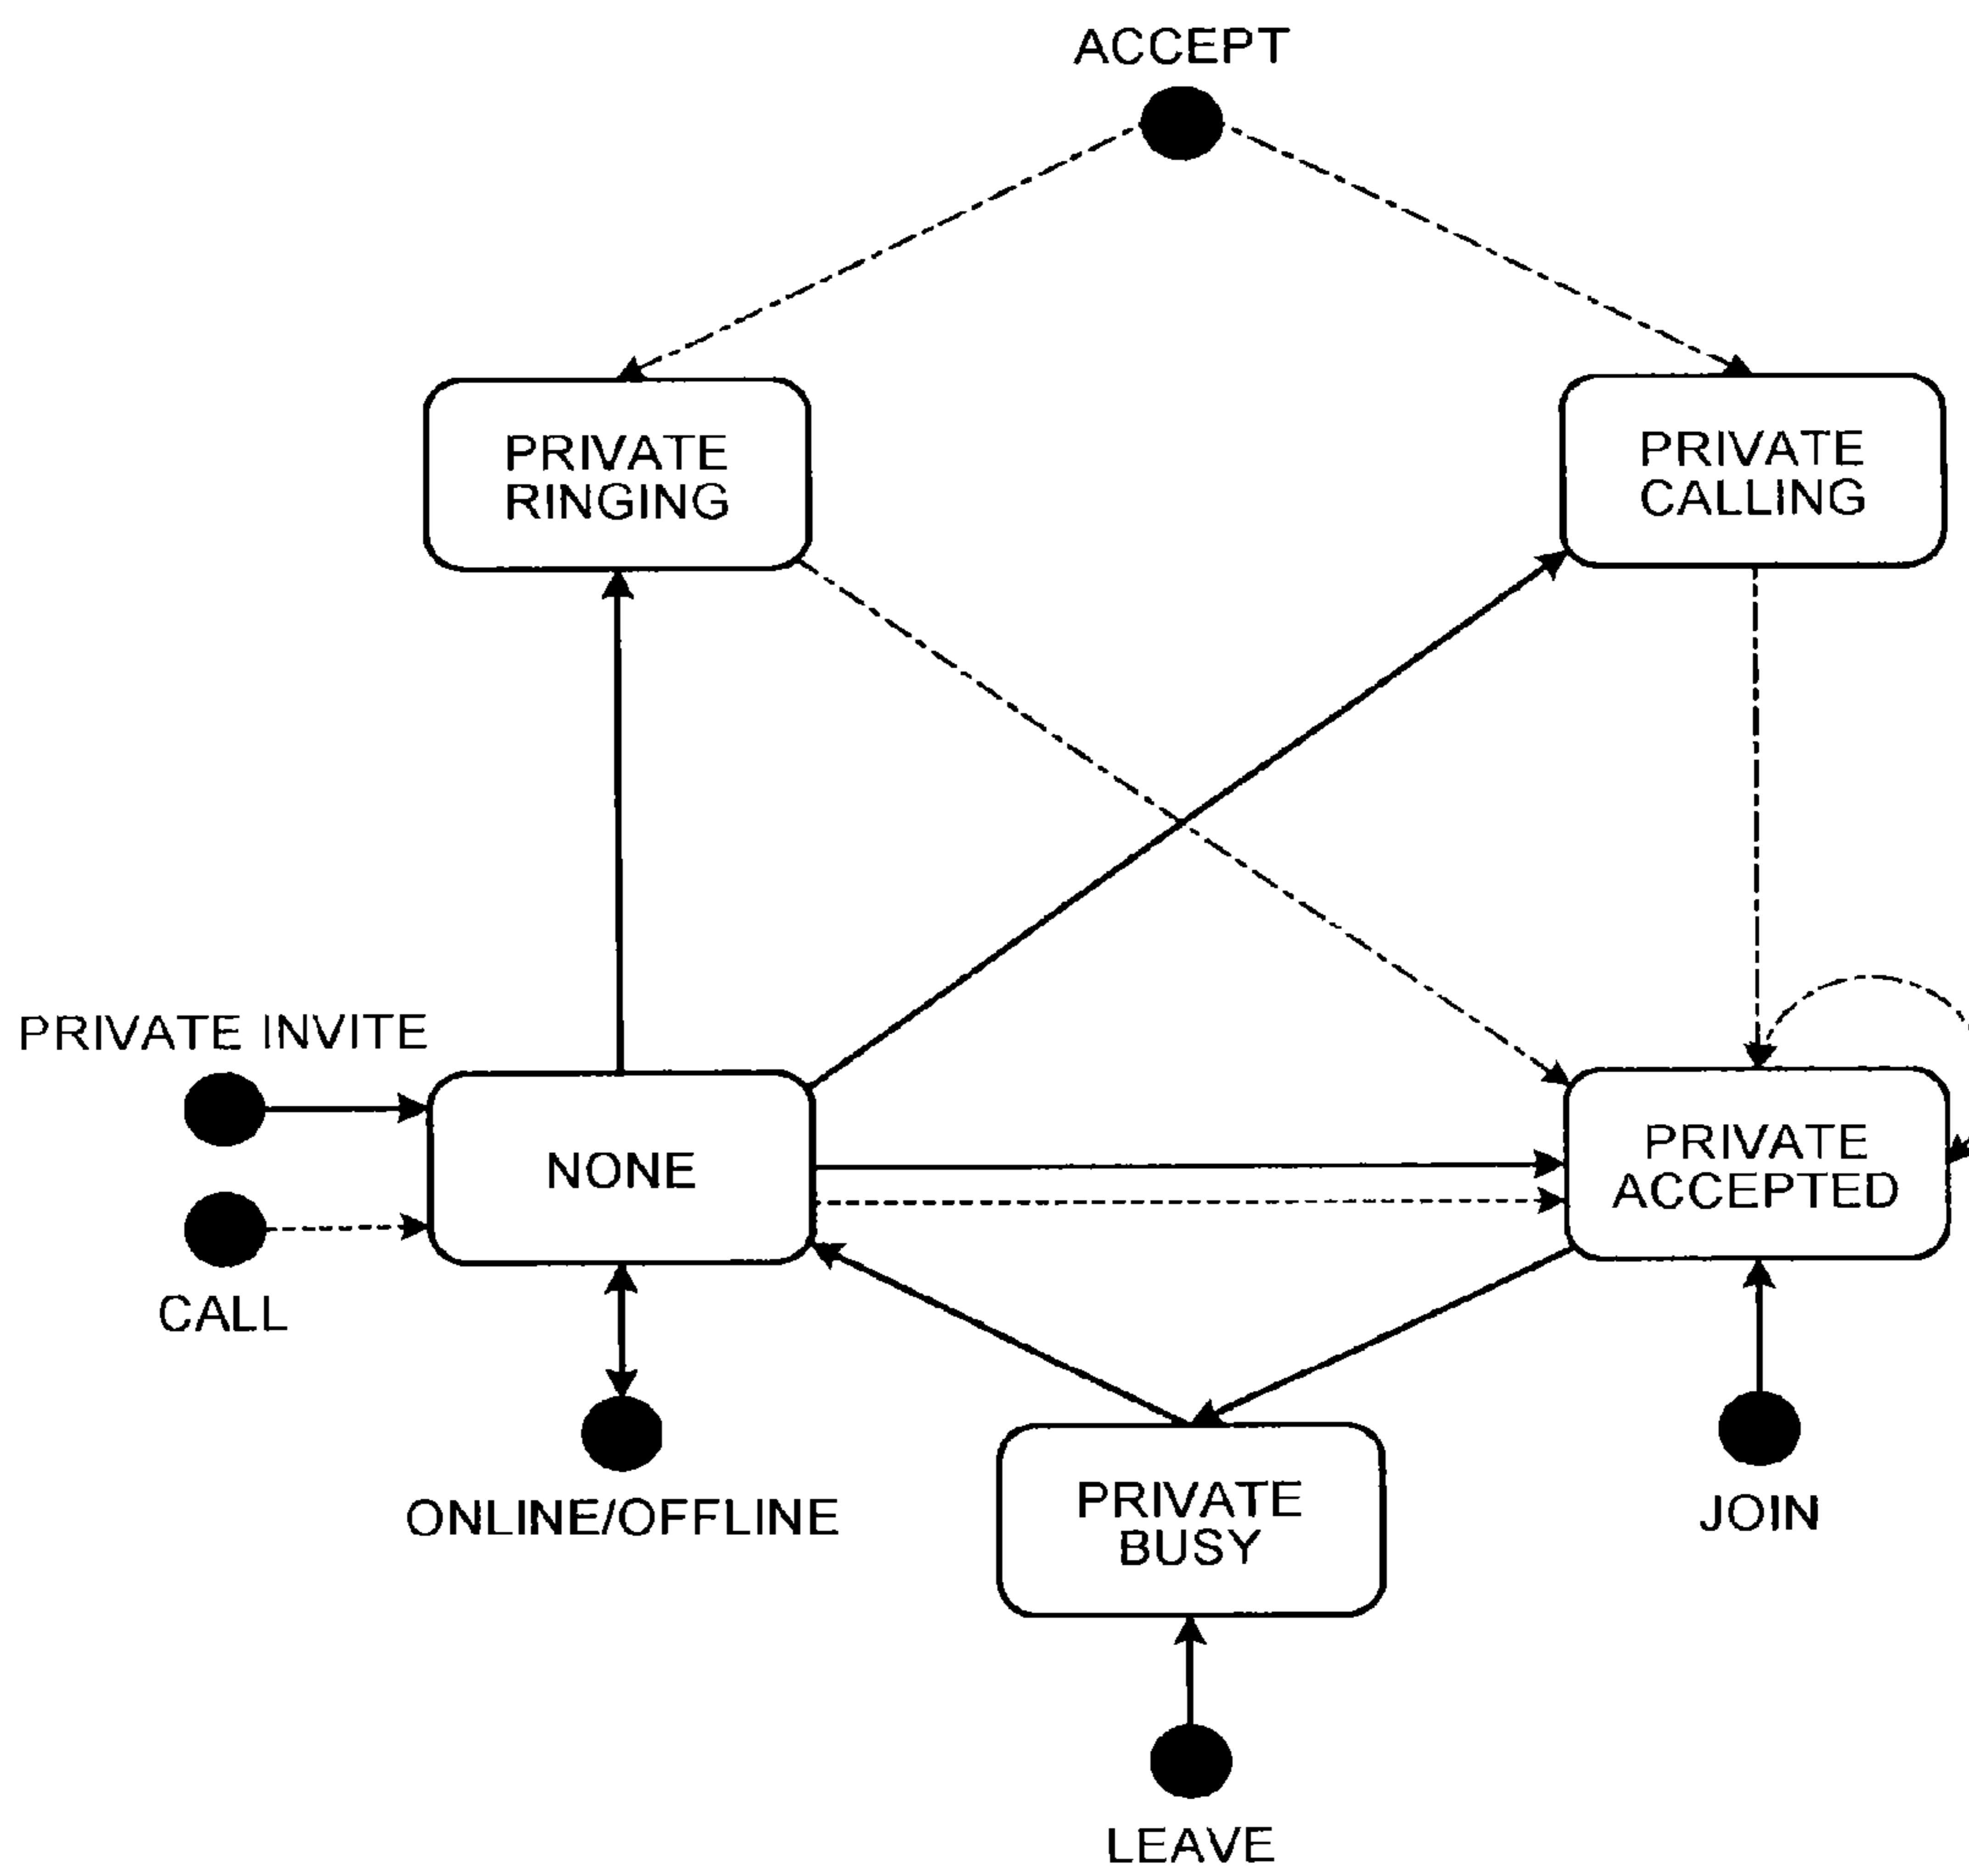 ACCEPT
PRIVATE
RINGING
PRIVATE
CALLING
PRIVATE INVITE
NONE
PRIVATE
ACCEPTED
CALL
ONLINE/OFFLINE
PRIVATE
BUSY
JOIN
LEAVE